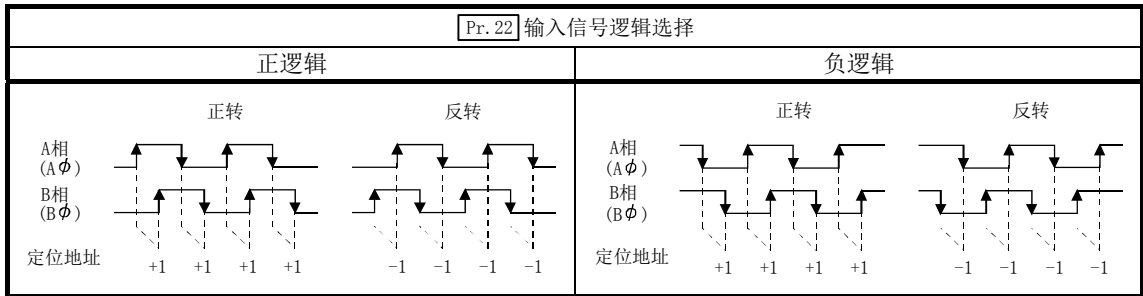 Pr.22 输入信号逻辑选择
正逻辑
负逻辑
正转
反转
A相
(Aϕ)
B相
(Bϕ)
定位地址
+1 +1 +1 +1
-1 -1 -1 -1
正转
反转
A相
(Aϕ)
B相
(Bϕ)
定位地址
+1 +1 +1 +1
-1 -1 -1 -1